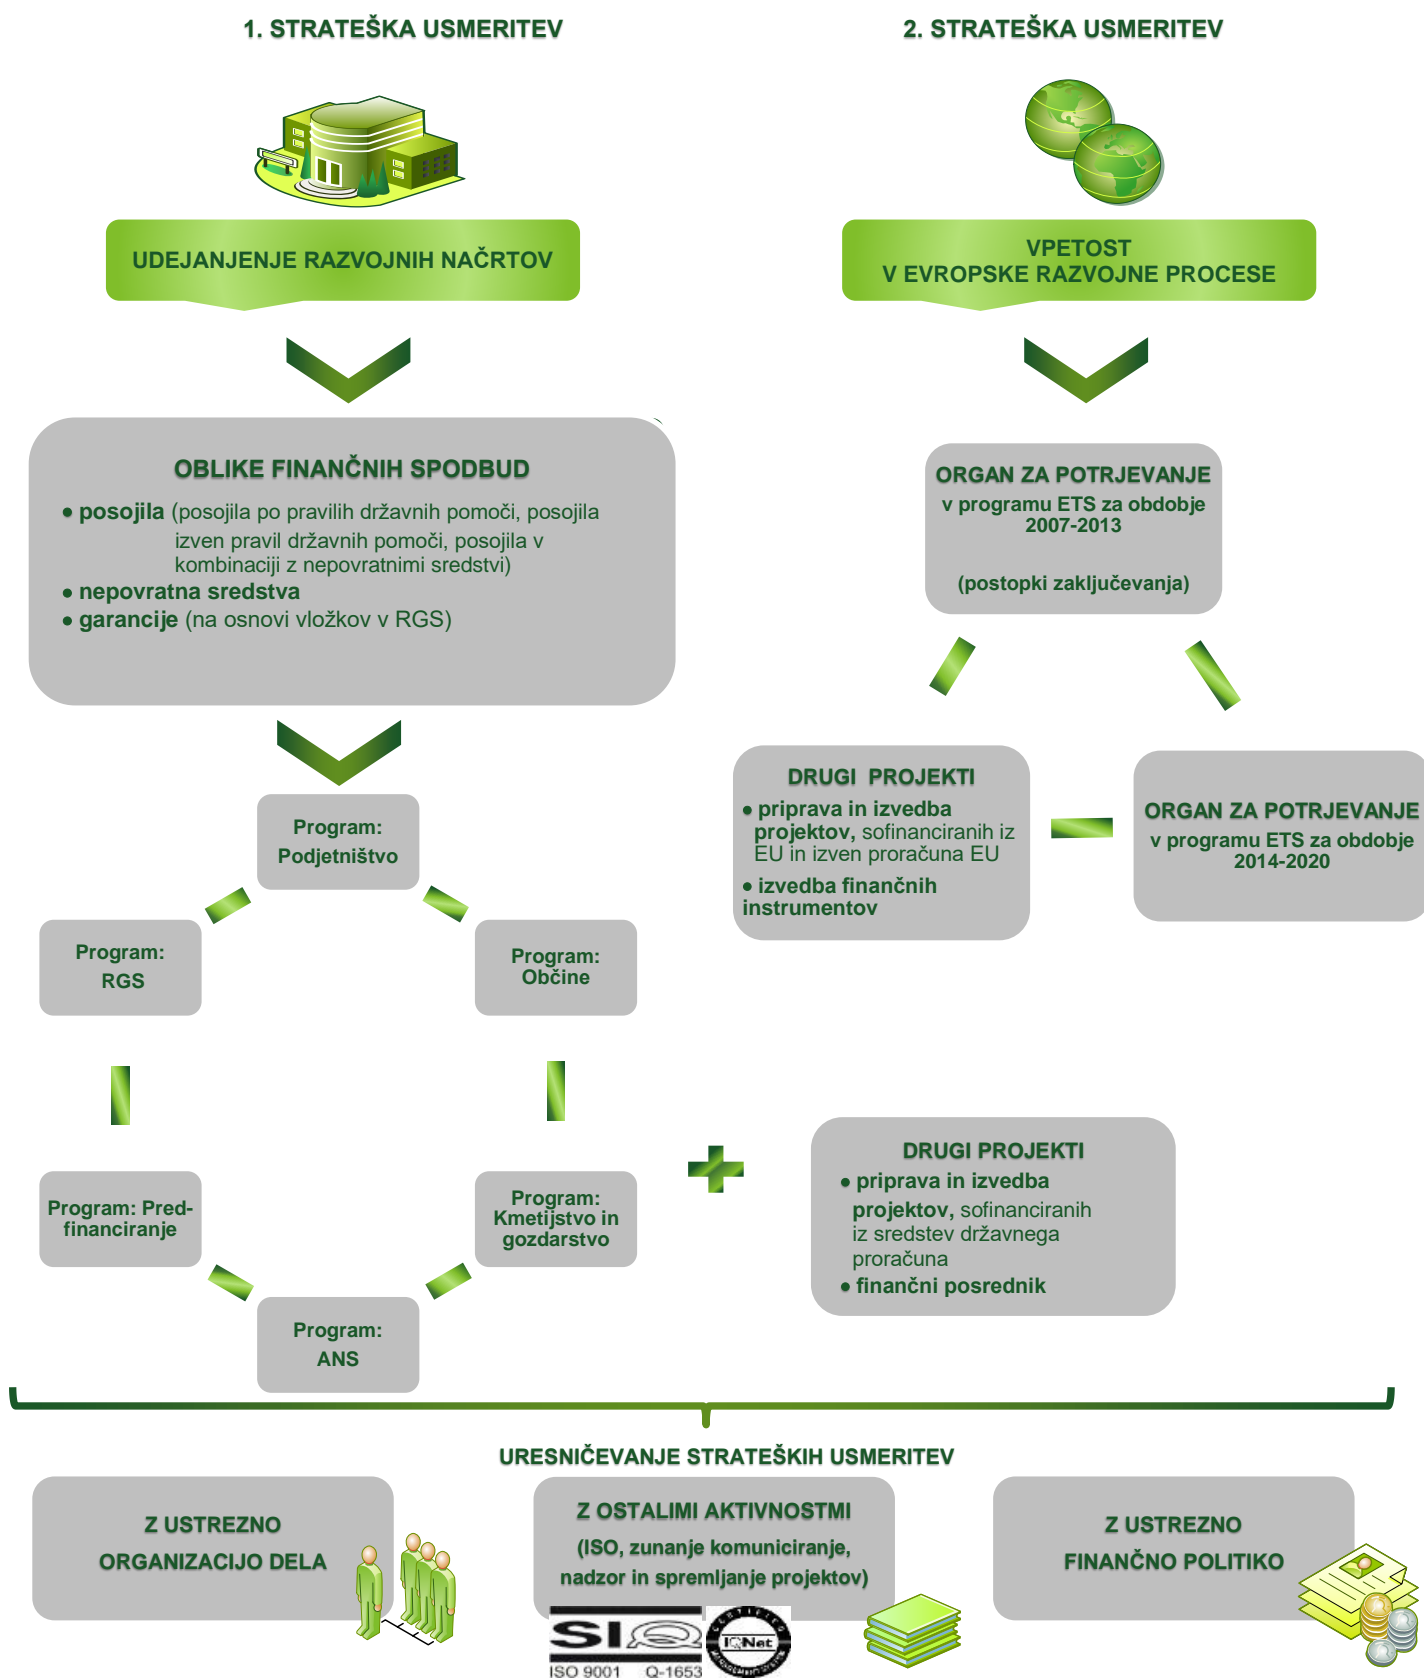 1. STRATEŠKA USMERITEV
UDEJANJENJE RAZVOJNIH NAČRTOV
OBLIKE FINANČNIH SPODBUD
• posojila (posojila po pravilih državnih pomoči, posojila
izven pravil državnih pomoči, posojila v
kombinaciji z nepovratnimi sredstvi)
• nepovratna sredstva
• garancije (na osnovi vložkov v RGS)
Program:
Podjetništvo
Program:
RGS
Program:
Občine
Program: Pred-
financiranje
Program:
Kmetijstvo in
gozdarstvo
Program:
ANS
2. STRATEŠKA USMERITEV
VPETOST
V EVROPSKE RAZVOJNE PROCESE
ORGAN ZA POTRJEVANJE
v programu ETS za obdobje
2007-2013
(postopki zaključevanja)
DRUGI PROJEKTI
• priprava in izvedba
projektov, sofinanciranih iz
EU in izven proračuna EU
• izvedba finančnih
instrumentov
ORGAN ZA POTRJEVANJE
v programu ETS za obdobje
2014-2020
DRUGI PROJEKTI
• priprava in izvedba
projektov, sofinanciranih
iz sredstev državnega
proračuna
• finančni posrednik
URESNIČEVANJE STRATEŠKIH USMERITEV
Z USTREZNO
ORGANIZACIJO DELA
Z OSTALIMI AKTIVNOSTMI
(ISO, zunanje komuniciranje,
nadzor in spremljanje projektov)
SIQ
ISO 9001 Q-1653
CERTIFIED
IQNet
MANAGEMENT SYSTEM
Z USTREZNO
FINANČNO POLITIKO